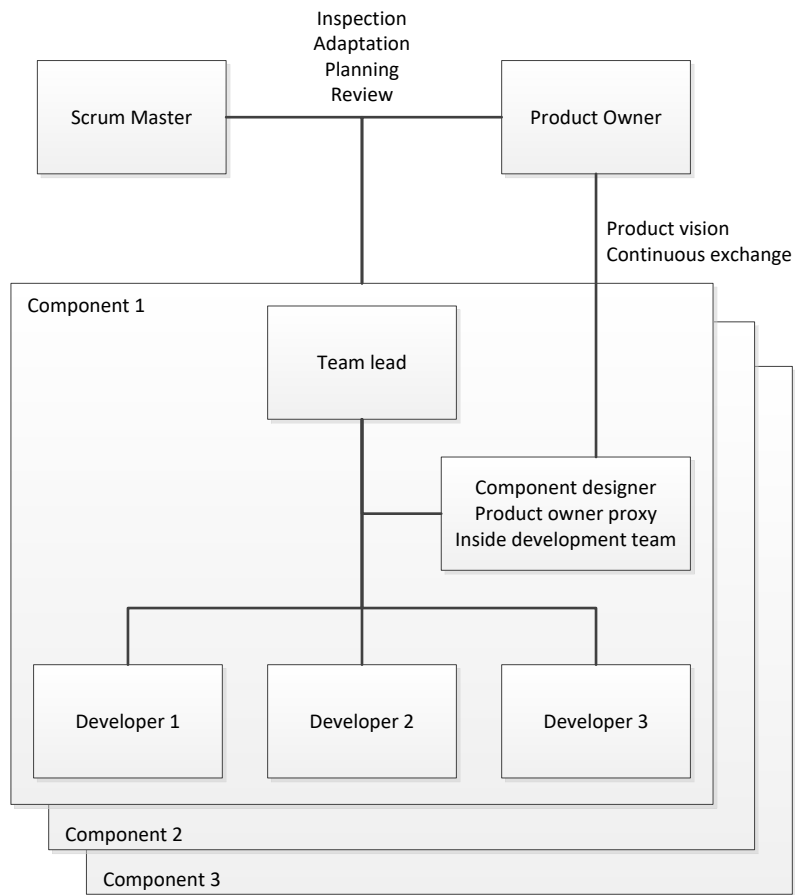 Inspection
Adaptation
Planning
Review
Scrum Master
Product Owner
Product vision
Continuous exchange
Component 1
Team lead
Component designer
Product owner proxy
Inside development team
Developer 1
Developer 2
Developer 3
Component 2
Component 3